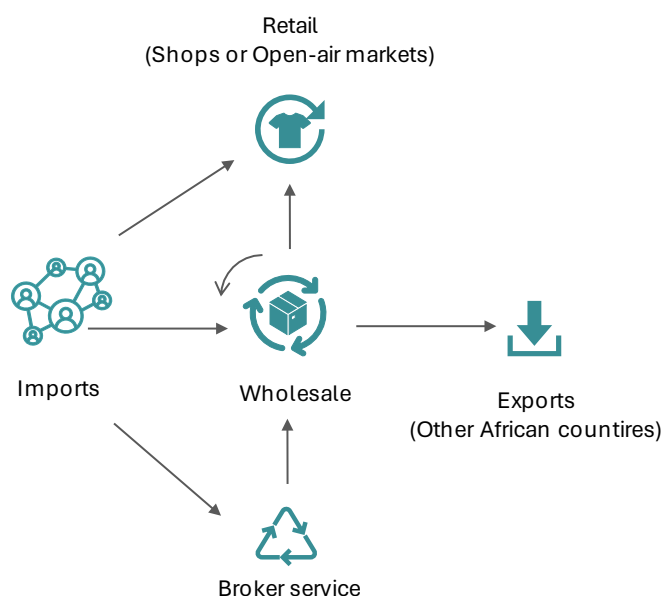 Retail
(Shops or Open-air markets)
Imports
Wholesale
Exports
(Other African countires)
Broker service